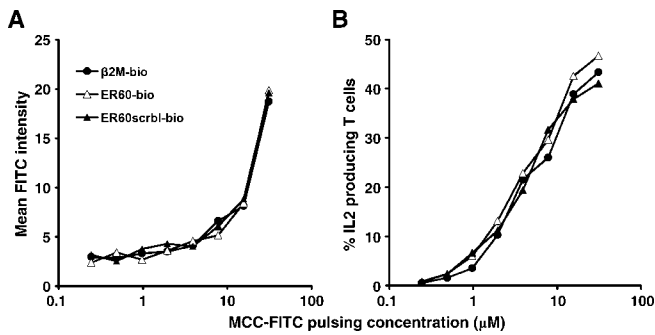 A
B
25
20
15
10
5
0
Mean FITC intensity
β2M-bio
ER60-bio
ER60scrbl-bio
0.1
1
10
100
50
40
30
20
10
0
% IL2 producing T cells
0.1
1
10
100
MCC-FITC pulsing concentration (μM)